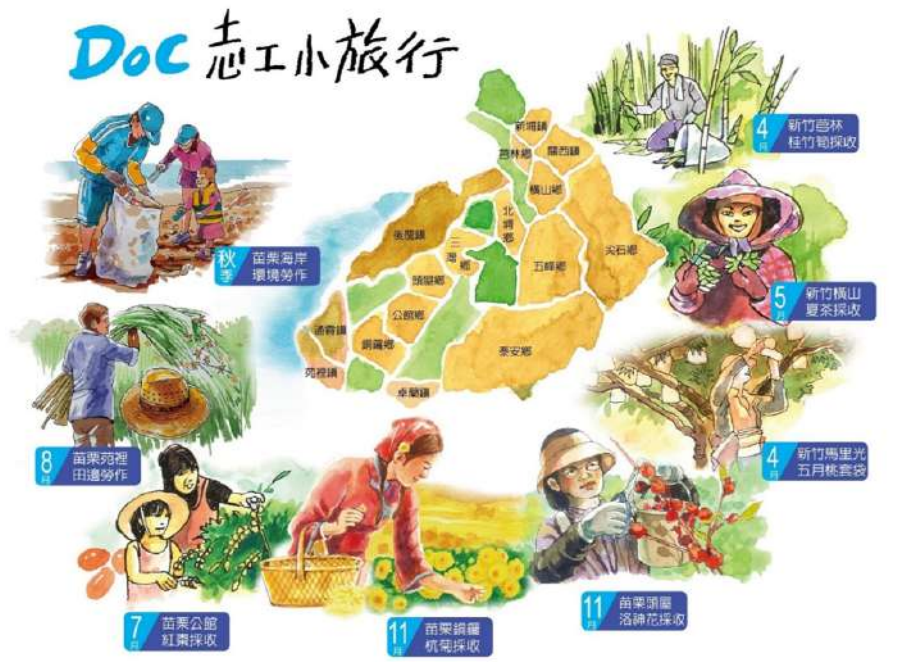 DOC 志工小旅行
4月
新竹芎林
桂竹筍採收
新埔鎮
芎林鄉
關西鎮
橫山鄉
北埔鄉
後龍鎮
三灣鄉
尖石鄉
五峰鄉
頭屋鄉
公館鄉
通霄鎮
銅鑼鄉
泰安鄉
苑裡鎮
卓蘭鎮
秋季
苗栗海岸
環境勞作
5月
新竹橫山
夏茶採收
8月
苗栗苑裡
田邊勞作
4月
新竹馬里光
五月桃套袋
7月
苗栗公館
紅棗採收
11月
苗栗銅鑼
杭菊採收
11月
苗栗頭屋
洛神花採收